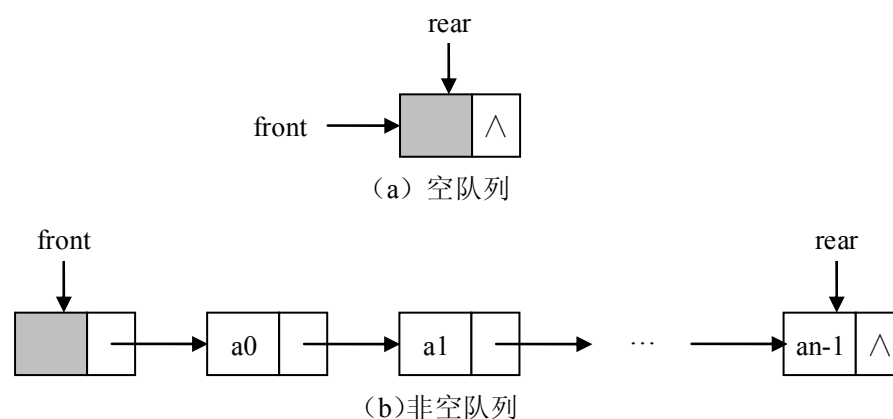 rear
front ∧
（a）空队列
front rear
a0 a1 … an-1 ∧
（b)非空队列